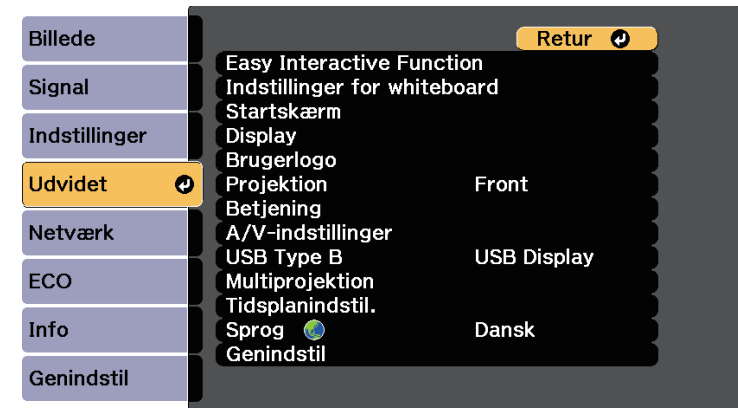 Billede
Signal
Indstillinger
Udvidet
Netværk
ECO
Info
Genindstil
Retur
Easy Interactive Function
Indstillinger for whiteboard
Startskærm
Display
Brugerlogo
Projektion Front
Betjening
A/V-indstillinger
USB Type B USB Display
Multiprojektion
Tidsplanindstil.
Sprog Dansk
Genindstil